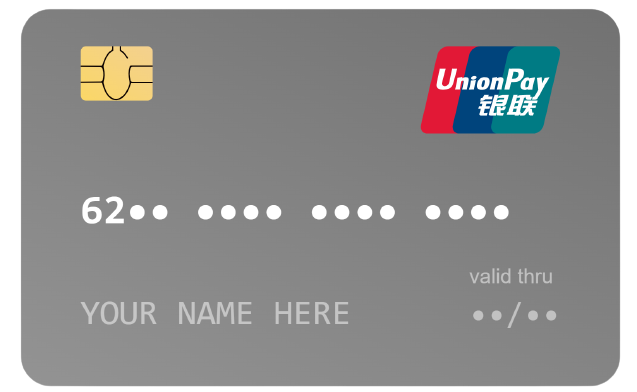 UnionPay
银联
62•• •••• •••• ••••
valid thru
YOUR NAME HERE ••/••